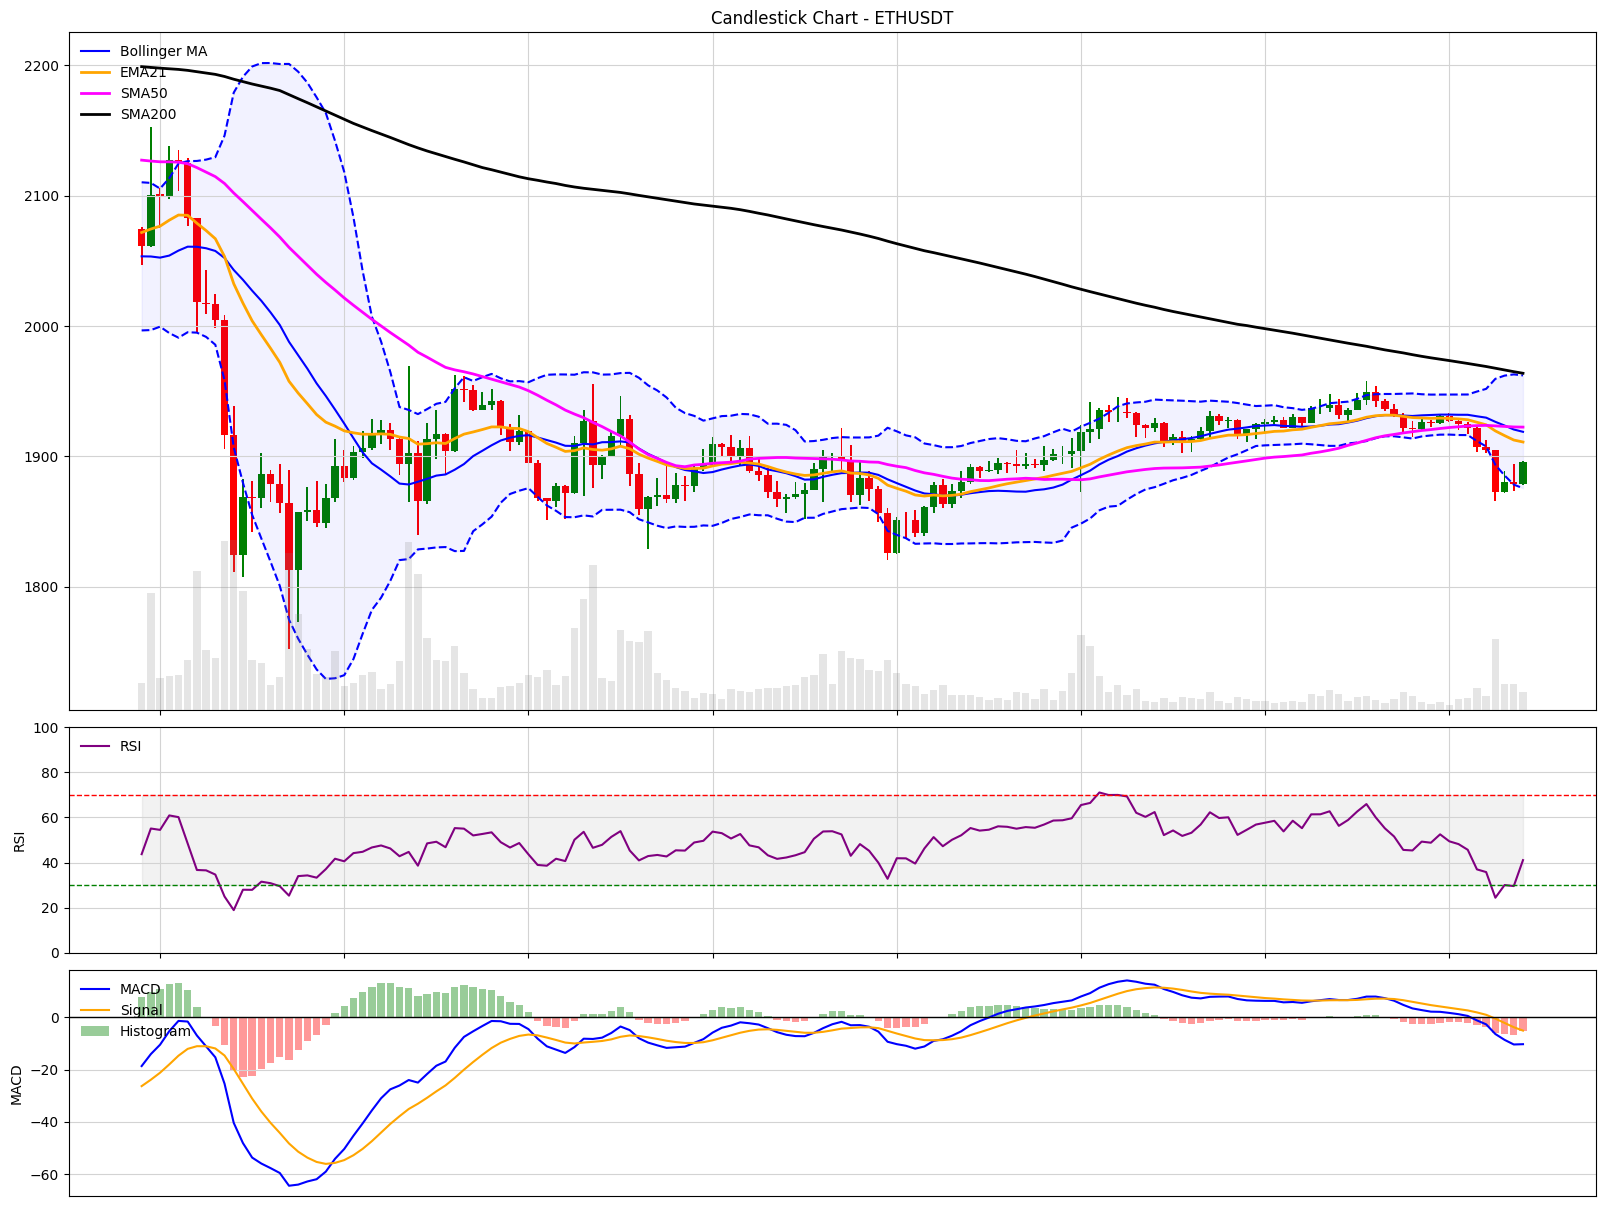 Candlestick Chart - ETHUSDT
Bollinger MA
EMA21
SMA50
SMA200
2200
2100
2000
1900
1800
RSI
RSI
100
80
60
40
20
0
MACD
Signal
Histogram
MACD
0
−20
−40
−60